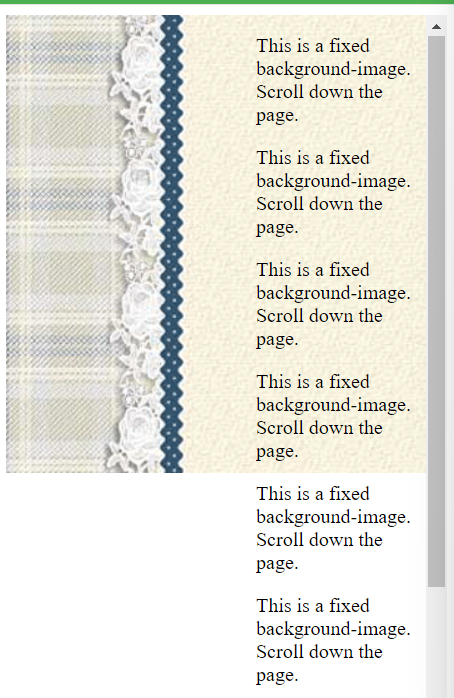 This is a fixed
background-image.
Scroll down the
page.
This is a fixed
background-image.
Scroll down the
page.
This is a fixed
background-image.
Scroll down the
page.
This is a fixed
background-image.
Scroll down the
page.
This is a fixed
background-image.
Scroll down the
page.
This is a fixed
background-image.
Scroll down the
page.